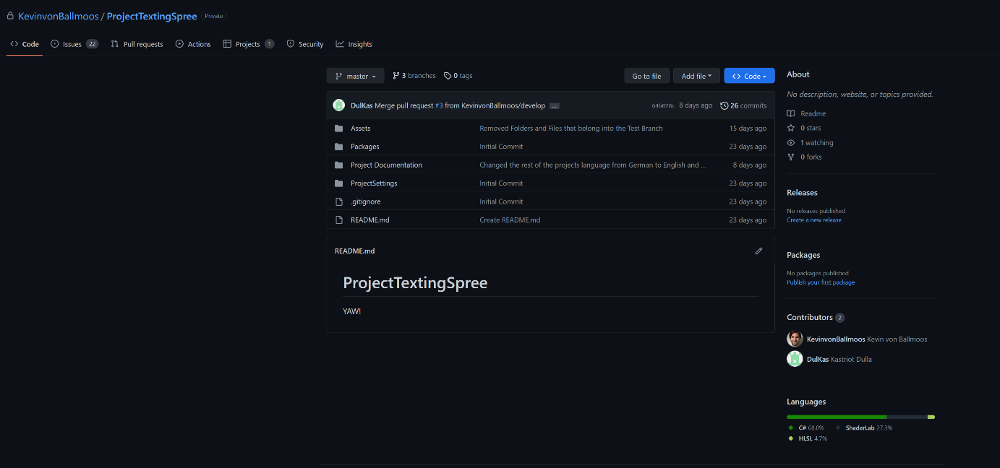 KevinvonBallmoos / ProjectTextingSpree Private
Code Issues 22 Pull requests Actions Projects 1 Security Insights
master 3 branches 0 tags Go to file Add file Code
DulKas Merge pull request #3 from KevinvonBallmoos/develop ... 64b078c 8 days ago 26 commits
Assets Removed Folders and Files that belong into the Test Branch 15 days ago
Packages Initial Commit 23 days ago
Project Documentation Changed the rest of the projects language from German to English and ... 8 days ago
ProjectSettings Initial Commit 23 days ago
.gitignore Initial Commit 23 days ago
README.md Create README.md 23 days ago
README.md
ProjectTextingSpree
YAW!
About
No description, website, or topics provided.
Readme
0 stars
1 watching
0 forks
Releases
No releases published
Create a new release
Packages
No packages published
Publish your first package
Contributors 2
KevinvonBallmoos Kevin von Ballmoos
DulKas Kastriot Dulla
Languages
C# 68.0% ShaderLab 27.3%
HLSL 4.7%